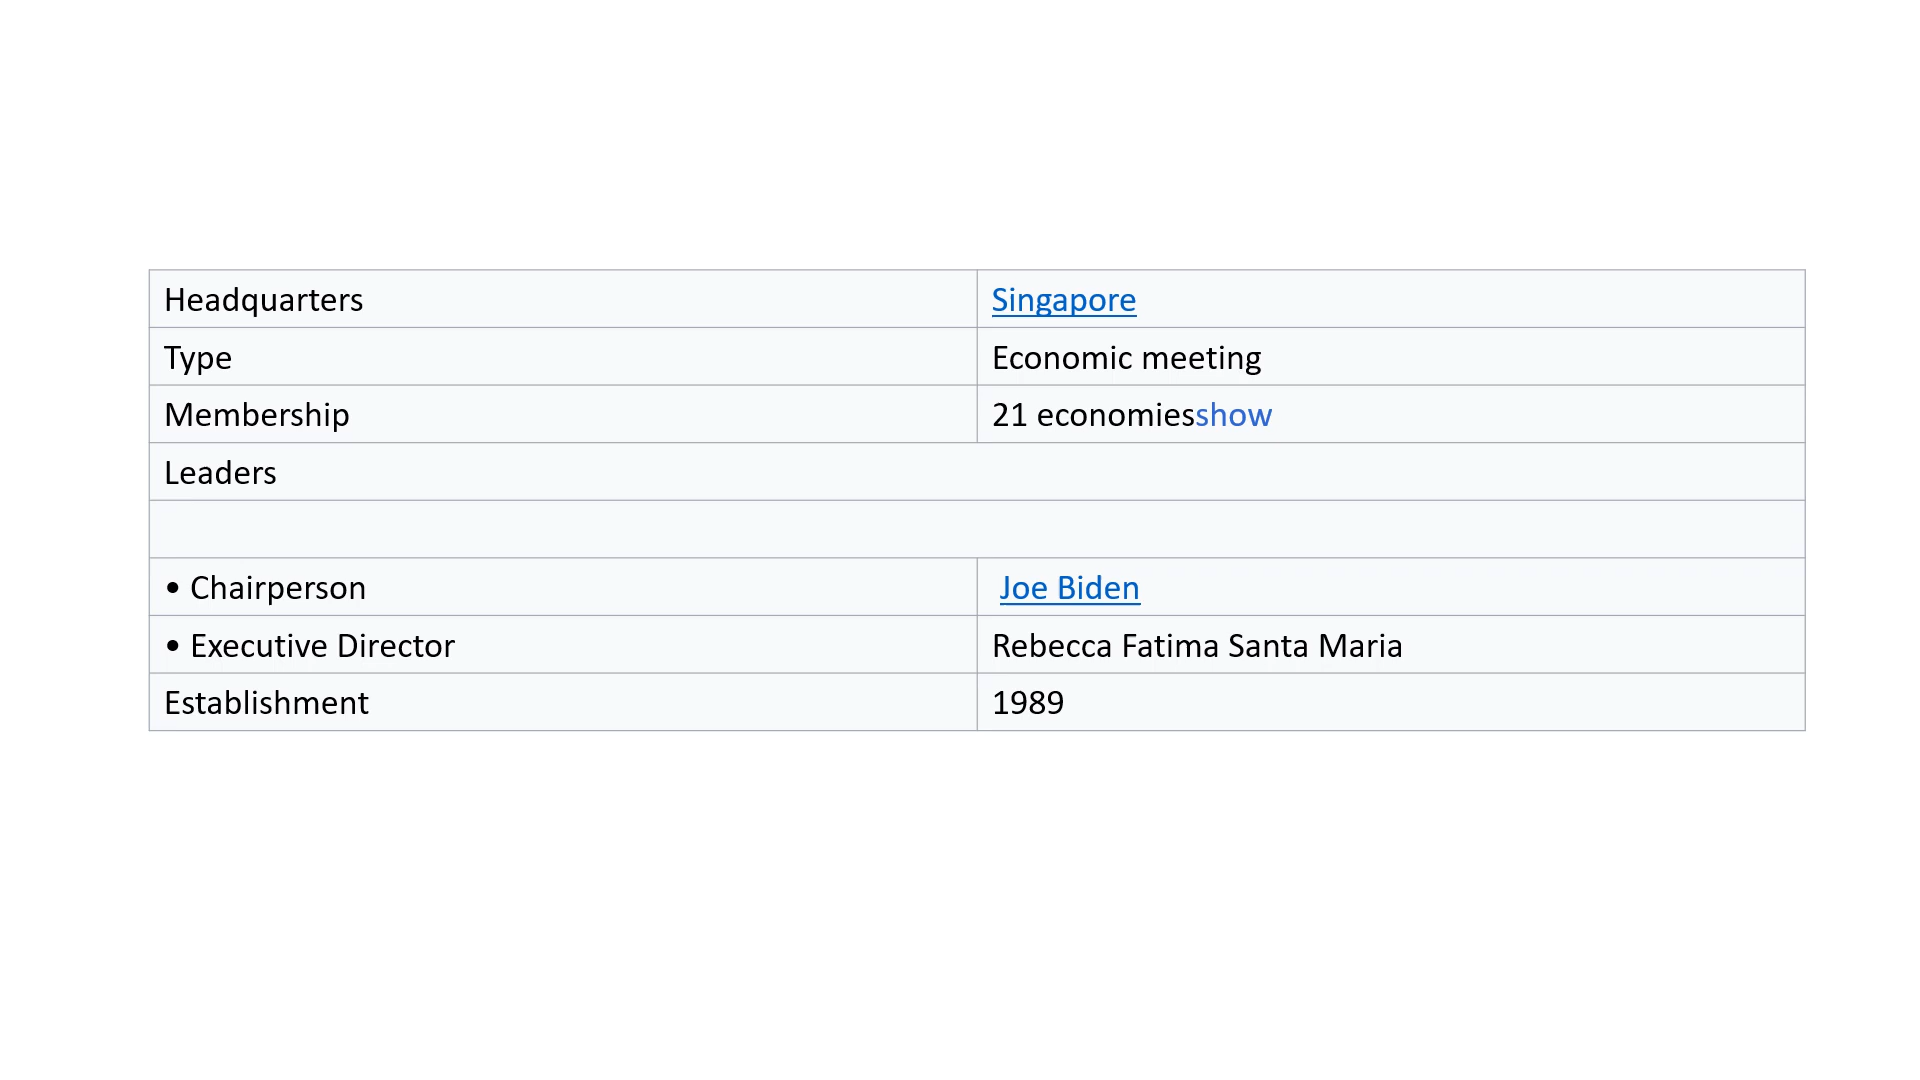 Headquarters Singapore
Type Economic meeting
Membership 21 economiesshow
Leaders
• Chairperson Joe Biden
• Executive Director Rebecca Fatima Santa Maria
Establishment 1989